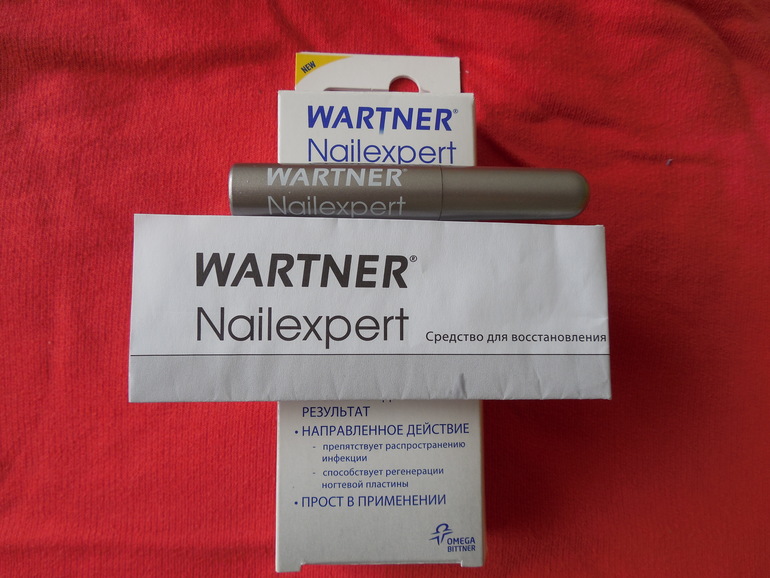 NEW
WARTNER®
Nailexpert
WARTNER®
Nailexpert
WARTNER®
Nailexpert Средство для восстановления
РЕЗУЛЬТАТ
• НАПРАВЛЕННОЕ ДЕЙСТВИЕ
- препятствует распространению
инфекции
- способствует регенерации
ногтевой пластины
• ПРОСТ В ПРИМЕНЕНИИ
OMEGA
BITTNER